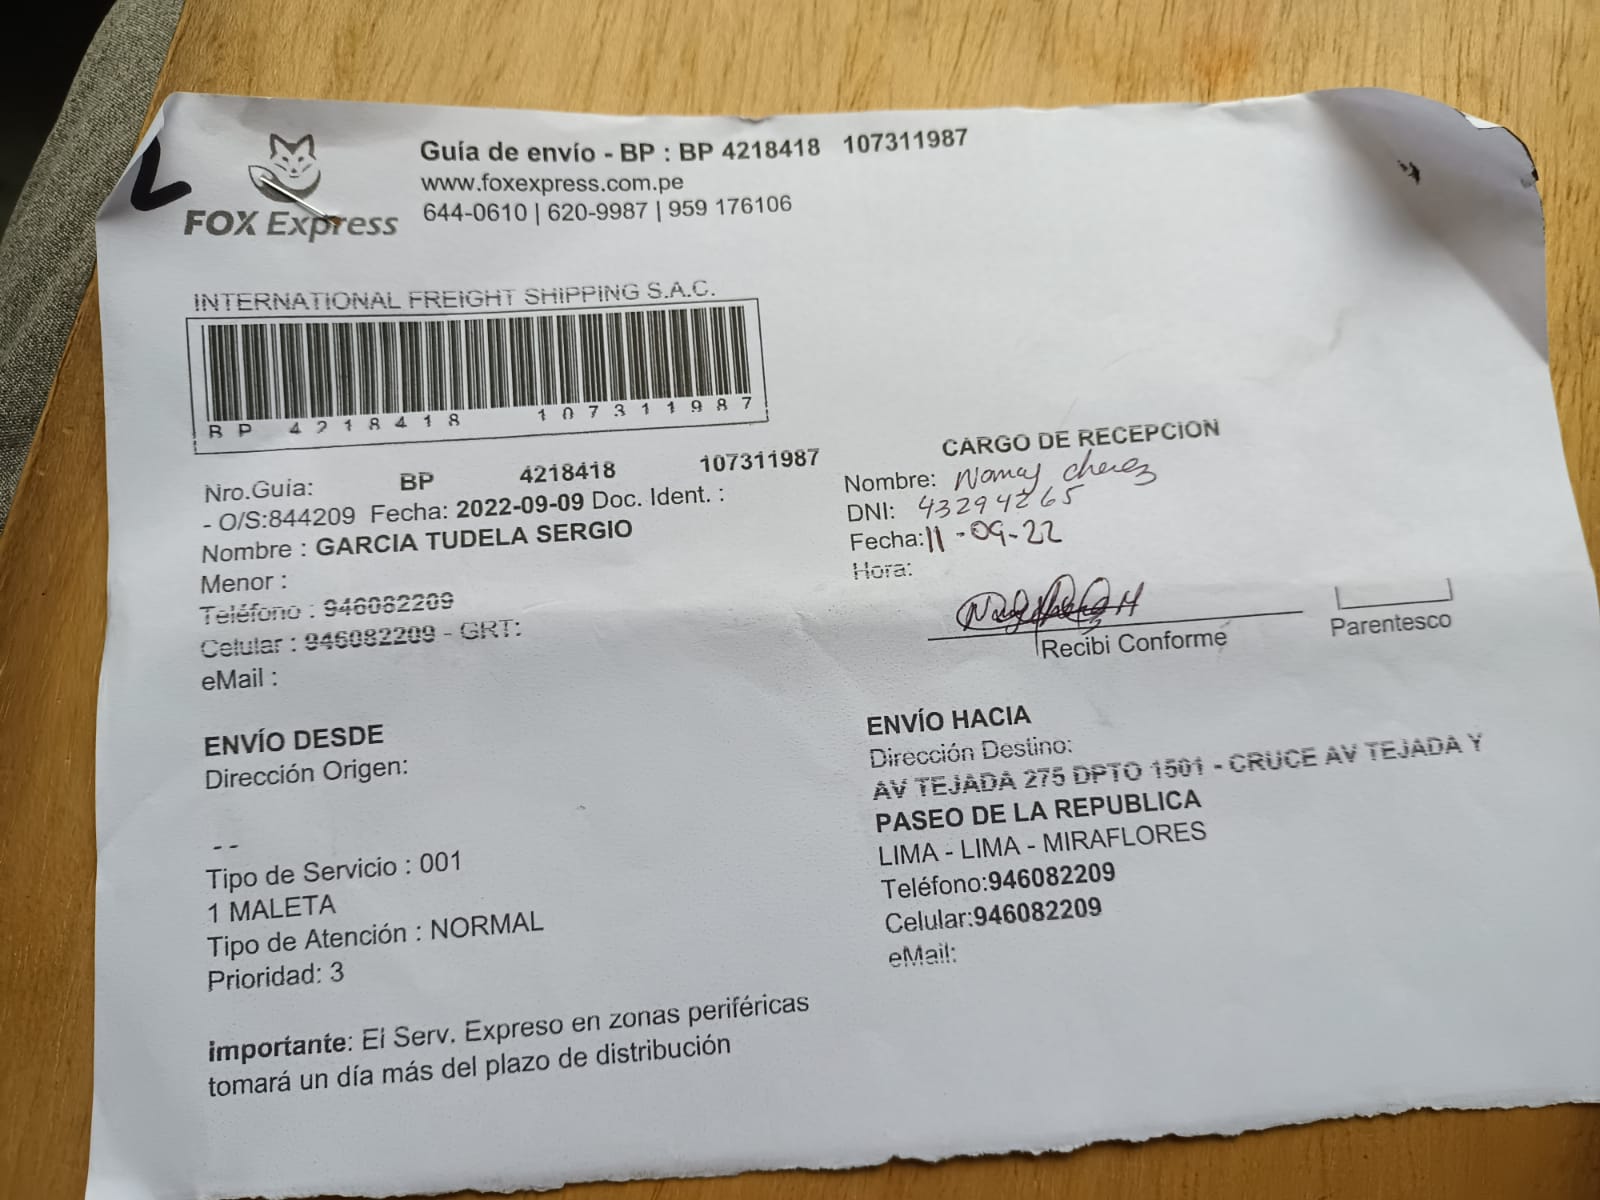 FOX Express
Guía de envío - BP : BP 4218418 107311987
www.foxexpress.com.pe
644-0610 | 620-9987 | 959 176106
INTERNATIONAL FREIGHT SHIPPING S.A.C.
BP 4218418 107311987
Nro.Guia: BP 4218418 107311987
- O/S:844209 Fecha: 2022-09-09 Doc. Ident. :
Nombre : GARCIA TUDELA SERGIO
Menor :
Teléfono : 946082209
Celular : 946082209 - GRT:
eMail :
CARGO DE RECEPCION
Nombre:
DNI: 43294265
Fecha: 11-09-22
Hora:
Recibi Conforme
Parentesco
ENVÍO DESDE
Dirección Origen:
- -
Tipo de Servicio : 001
1 MALETA
Tipo de Atención : NORMAL
Prioridad: 3
importante: El Serv. Expreso en zonas periféricas
tomará un día más del plazo de distribución
ENVÍO HACIA
Dirección Destino:
AV TEJADA 275 DPTO 1501 - CRUCE AV TEJADA Y
PASEO DE LA REPUBLICA
LIMA - LIMA - MIRAFLORES
Teléfono:946082209
Celular:946082209
eMail: